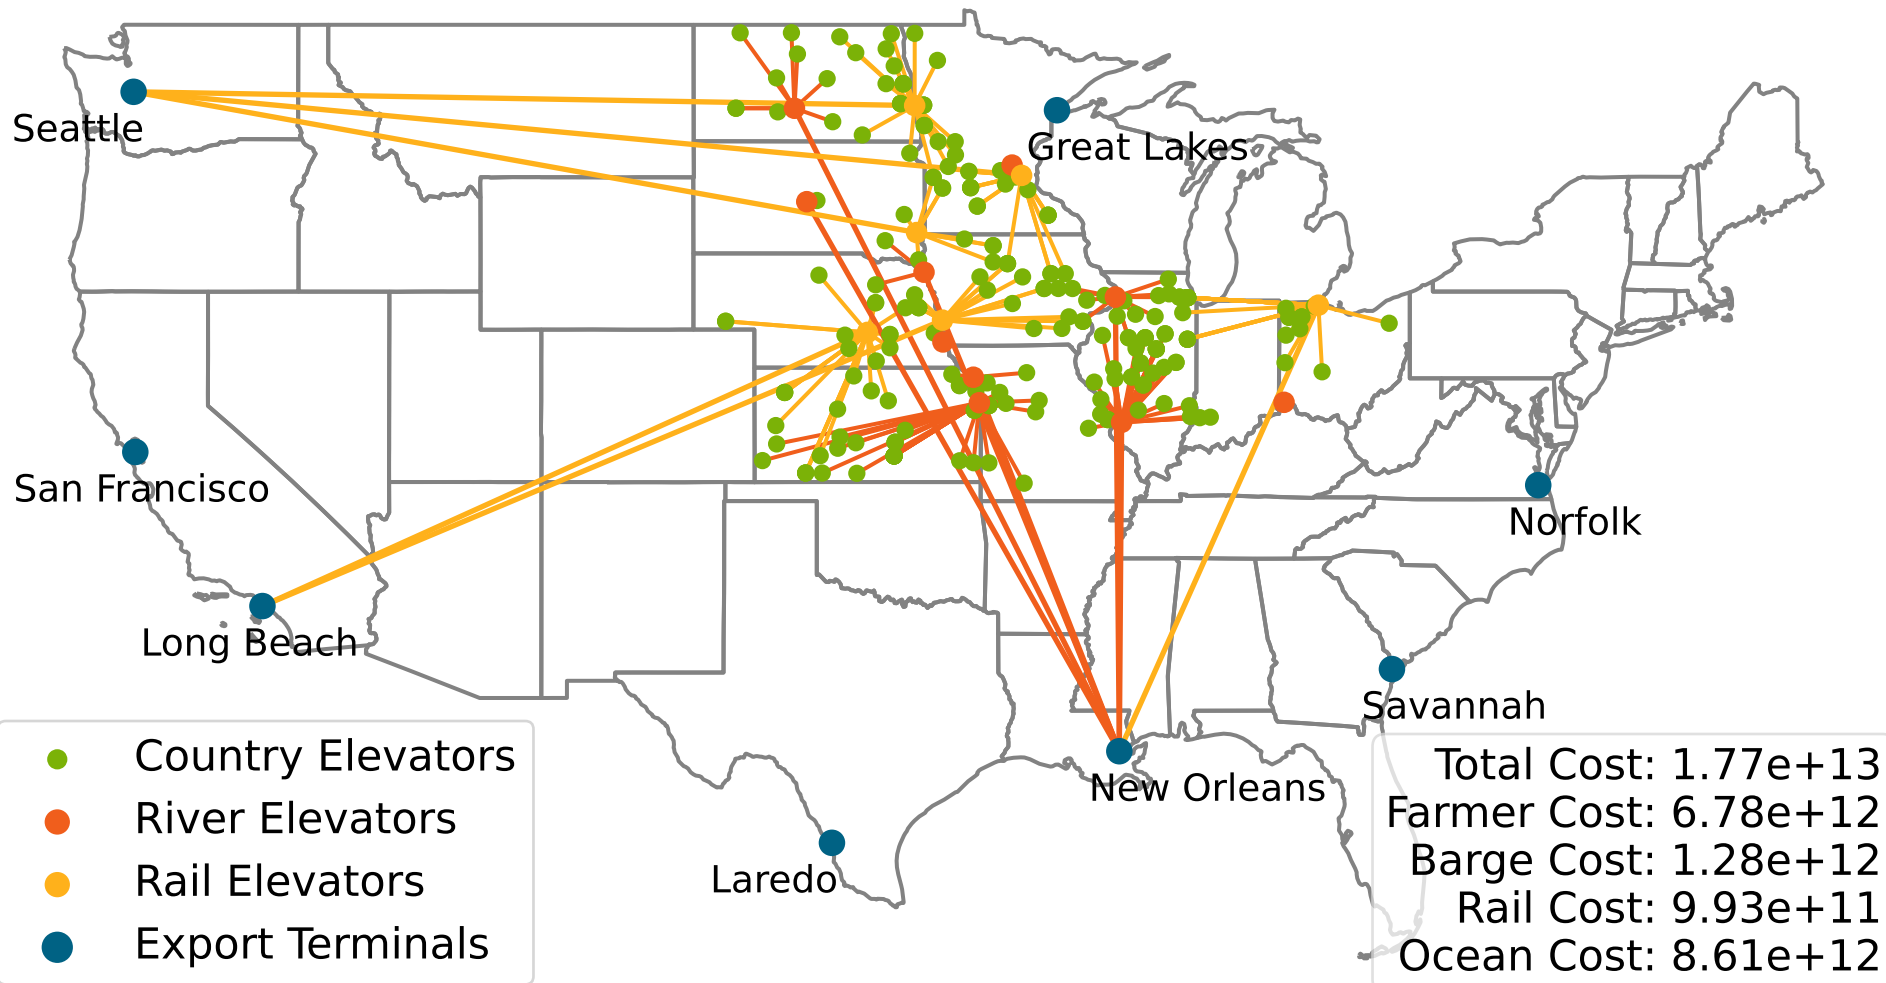 Seattle
Great Lakes
San Francisco
Norfolk
Long Beach
Savannah
New Orleans
Laredo
Country Elevators
River Elevators
Rail Elevators
Export Terminals
Total Cost: 1.77e+13
Farmer Cost: 6.78e+12
Barge Cost: 1.28e+12
Rail Cost: 9.93e+11
Ocean Cost: 8.61e+12